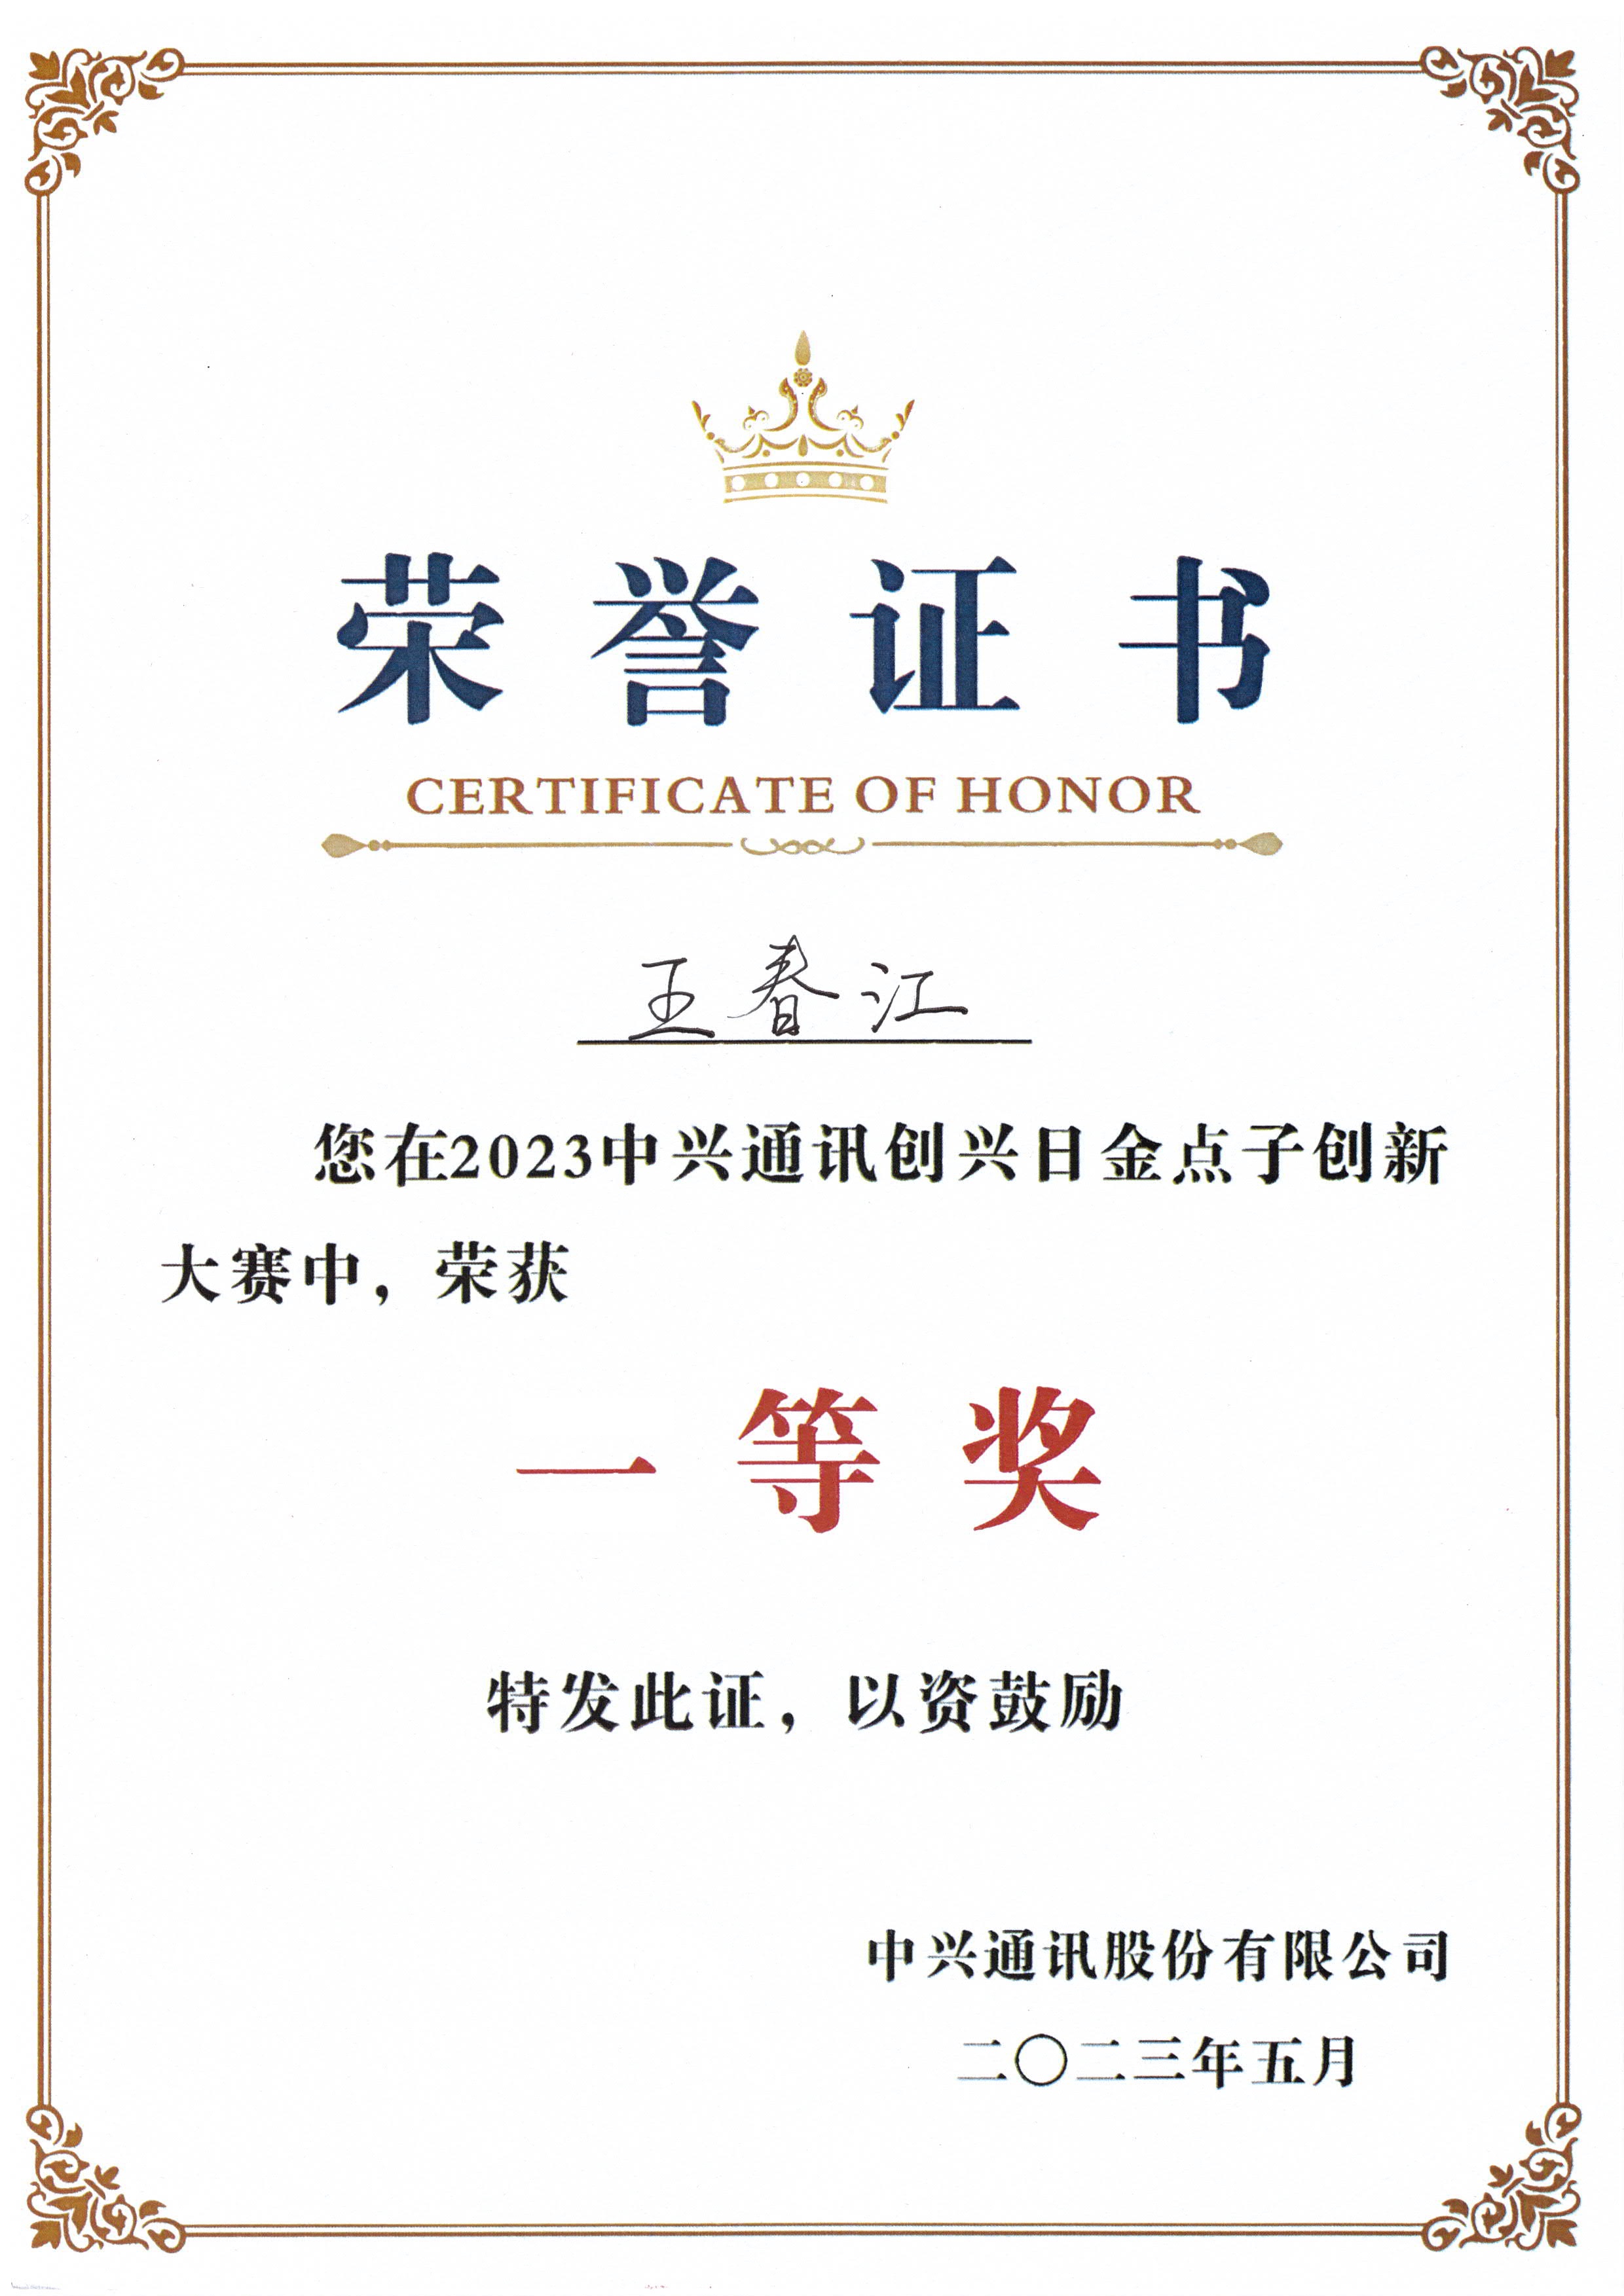 荣誉证书
CERTIFICATE OF HONOR
王春江
您在2023中兴通讯创兴日金点子创新
大赛中，荣获
一等奖
特发此证，以资鼓励
中兴通讯股份有限公司
二〇二三年五月